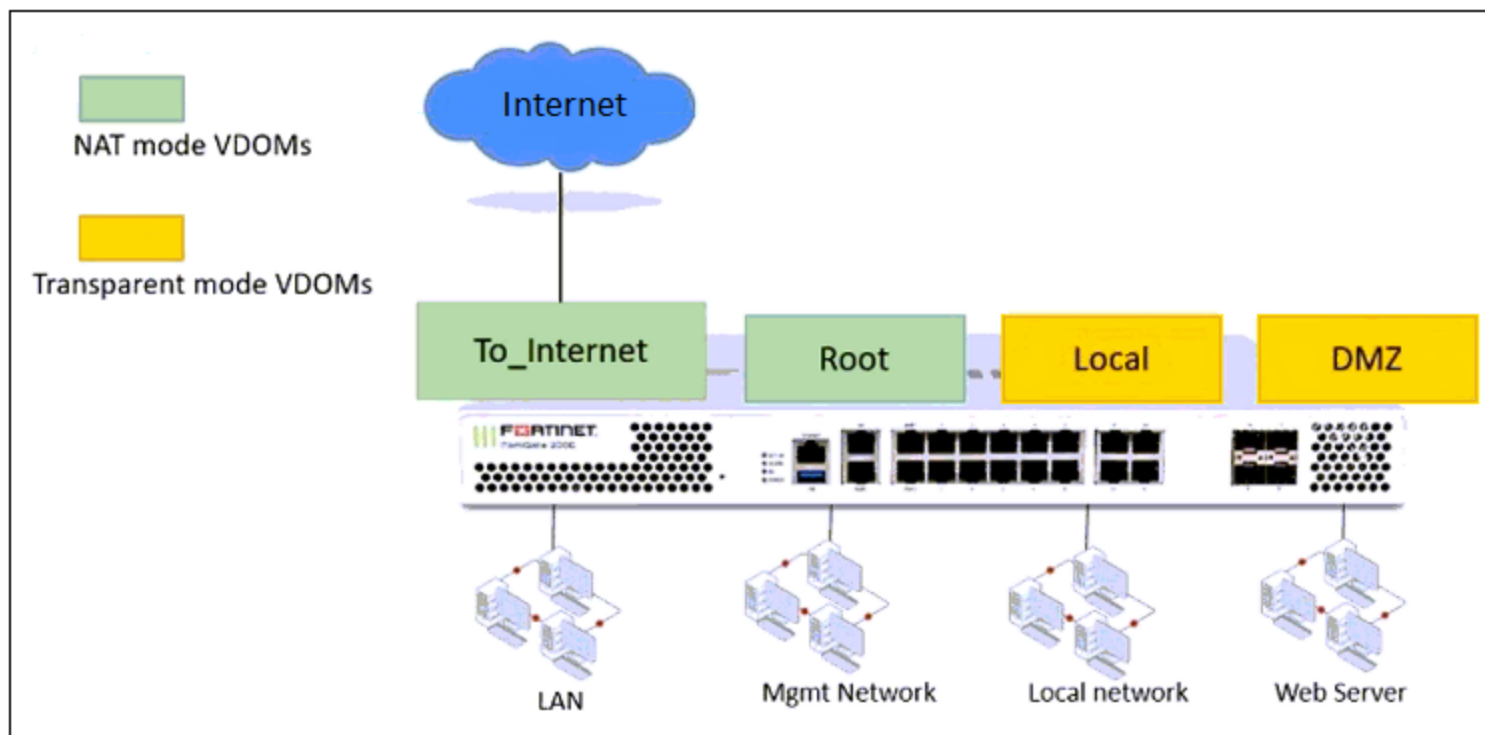 NAT mode VDOMs
Transparent mode VDOMs
Internet
To_Internet
Root
Local
DMZ
FORTINET
LAN
Mgmt Network
Local network
Web Server